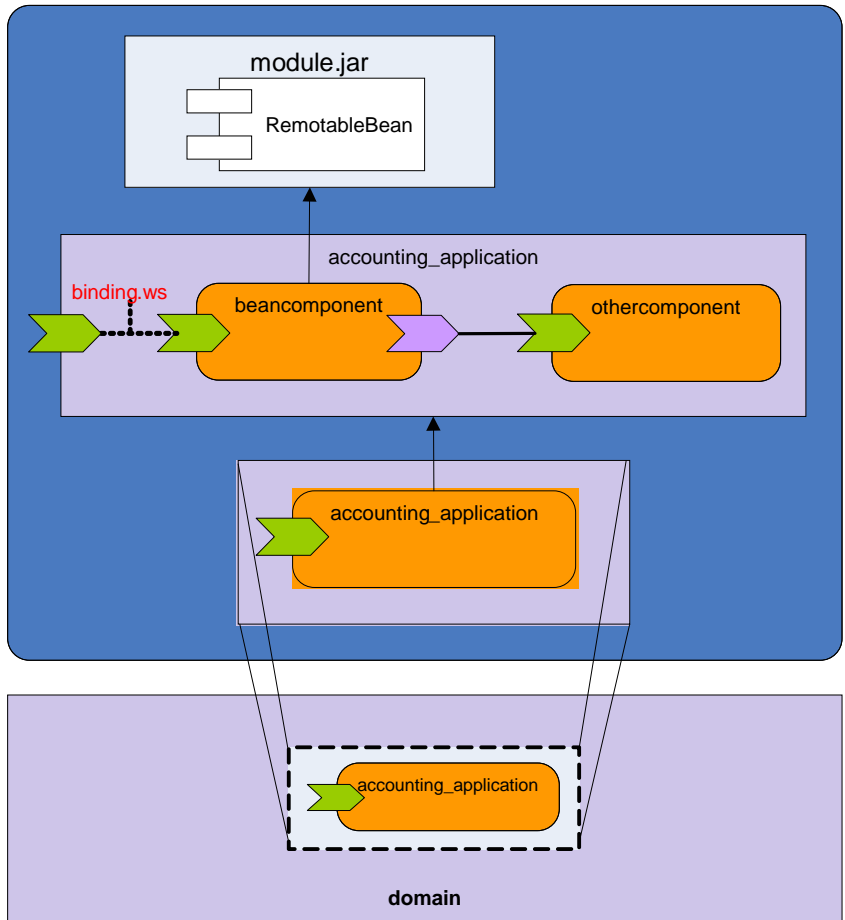 module.jar
RemotableBean
accounting_application
binding.ws
beancomponent
othercomponent
accounting_application
accounting_application
domain